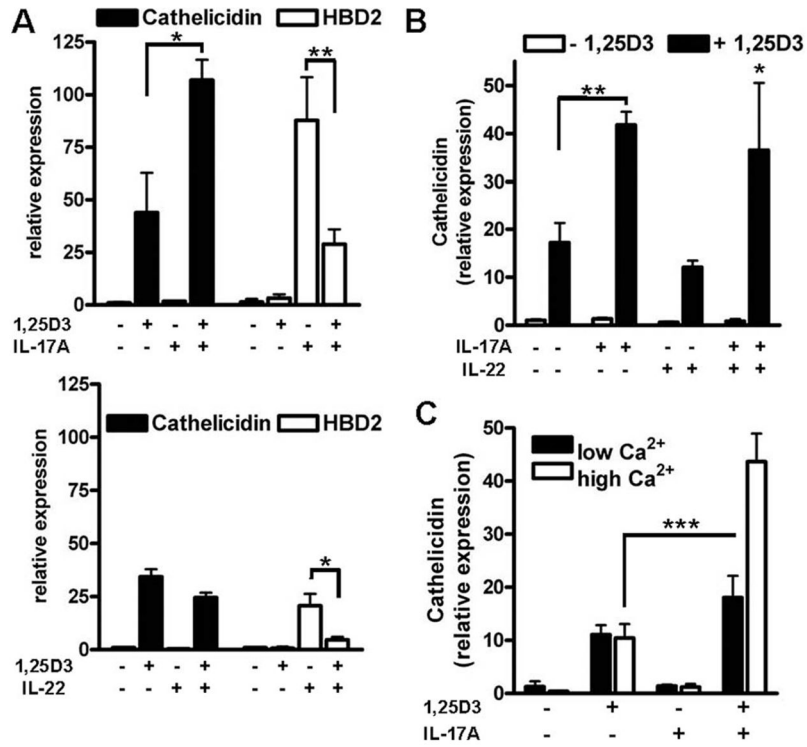 A
Cathelicidin HBD2
relative expression
125
100
75
50
25
0
* **
1,25D3 - + - + - + - +
IL-17A - - + + - - + +
125
100
75
50
25
0
Cathelicidin HBD2
relative expression
*
1,25D3 - + - + - + - +
IL-22 - - + + - - + +
B
- 1,25D3 + 1,25D3
Cathelicidin
(relative expression)
50
40
30
20
10
0
** *
IL-17A - - + + - - + +
IL-22 - - - - + + + +
C
low Ca2+
high Ca2+
Cathelicidin
(relative expression)
50
40
30
20
10
0
***
1,25D3 - + - +
IL-17A - - + +